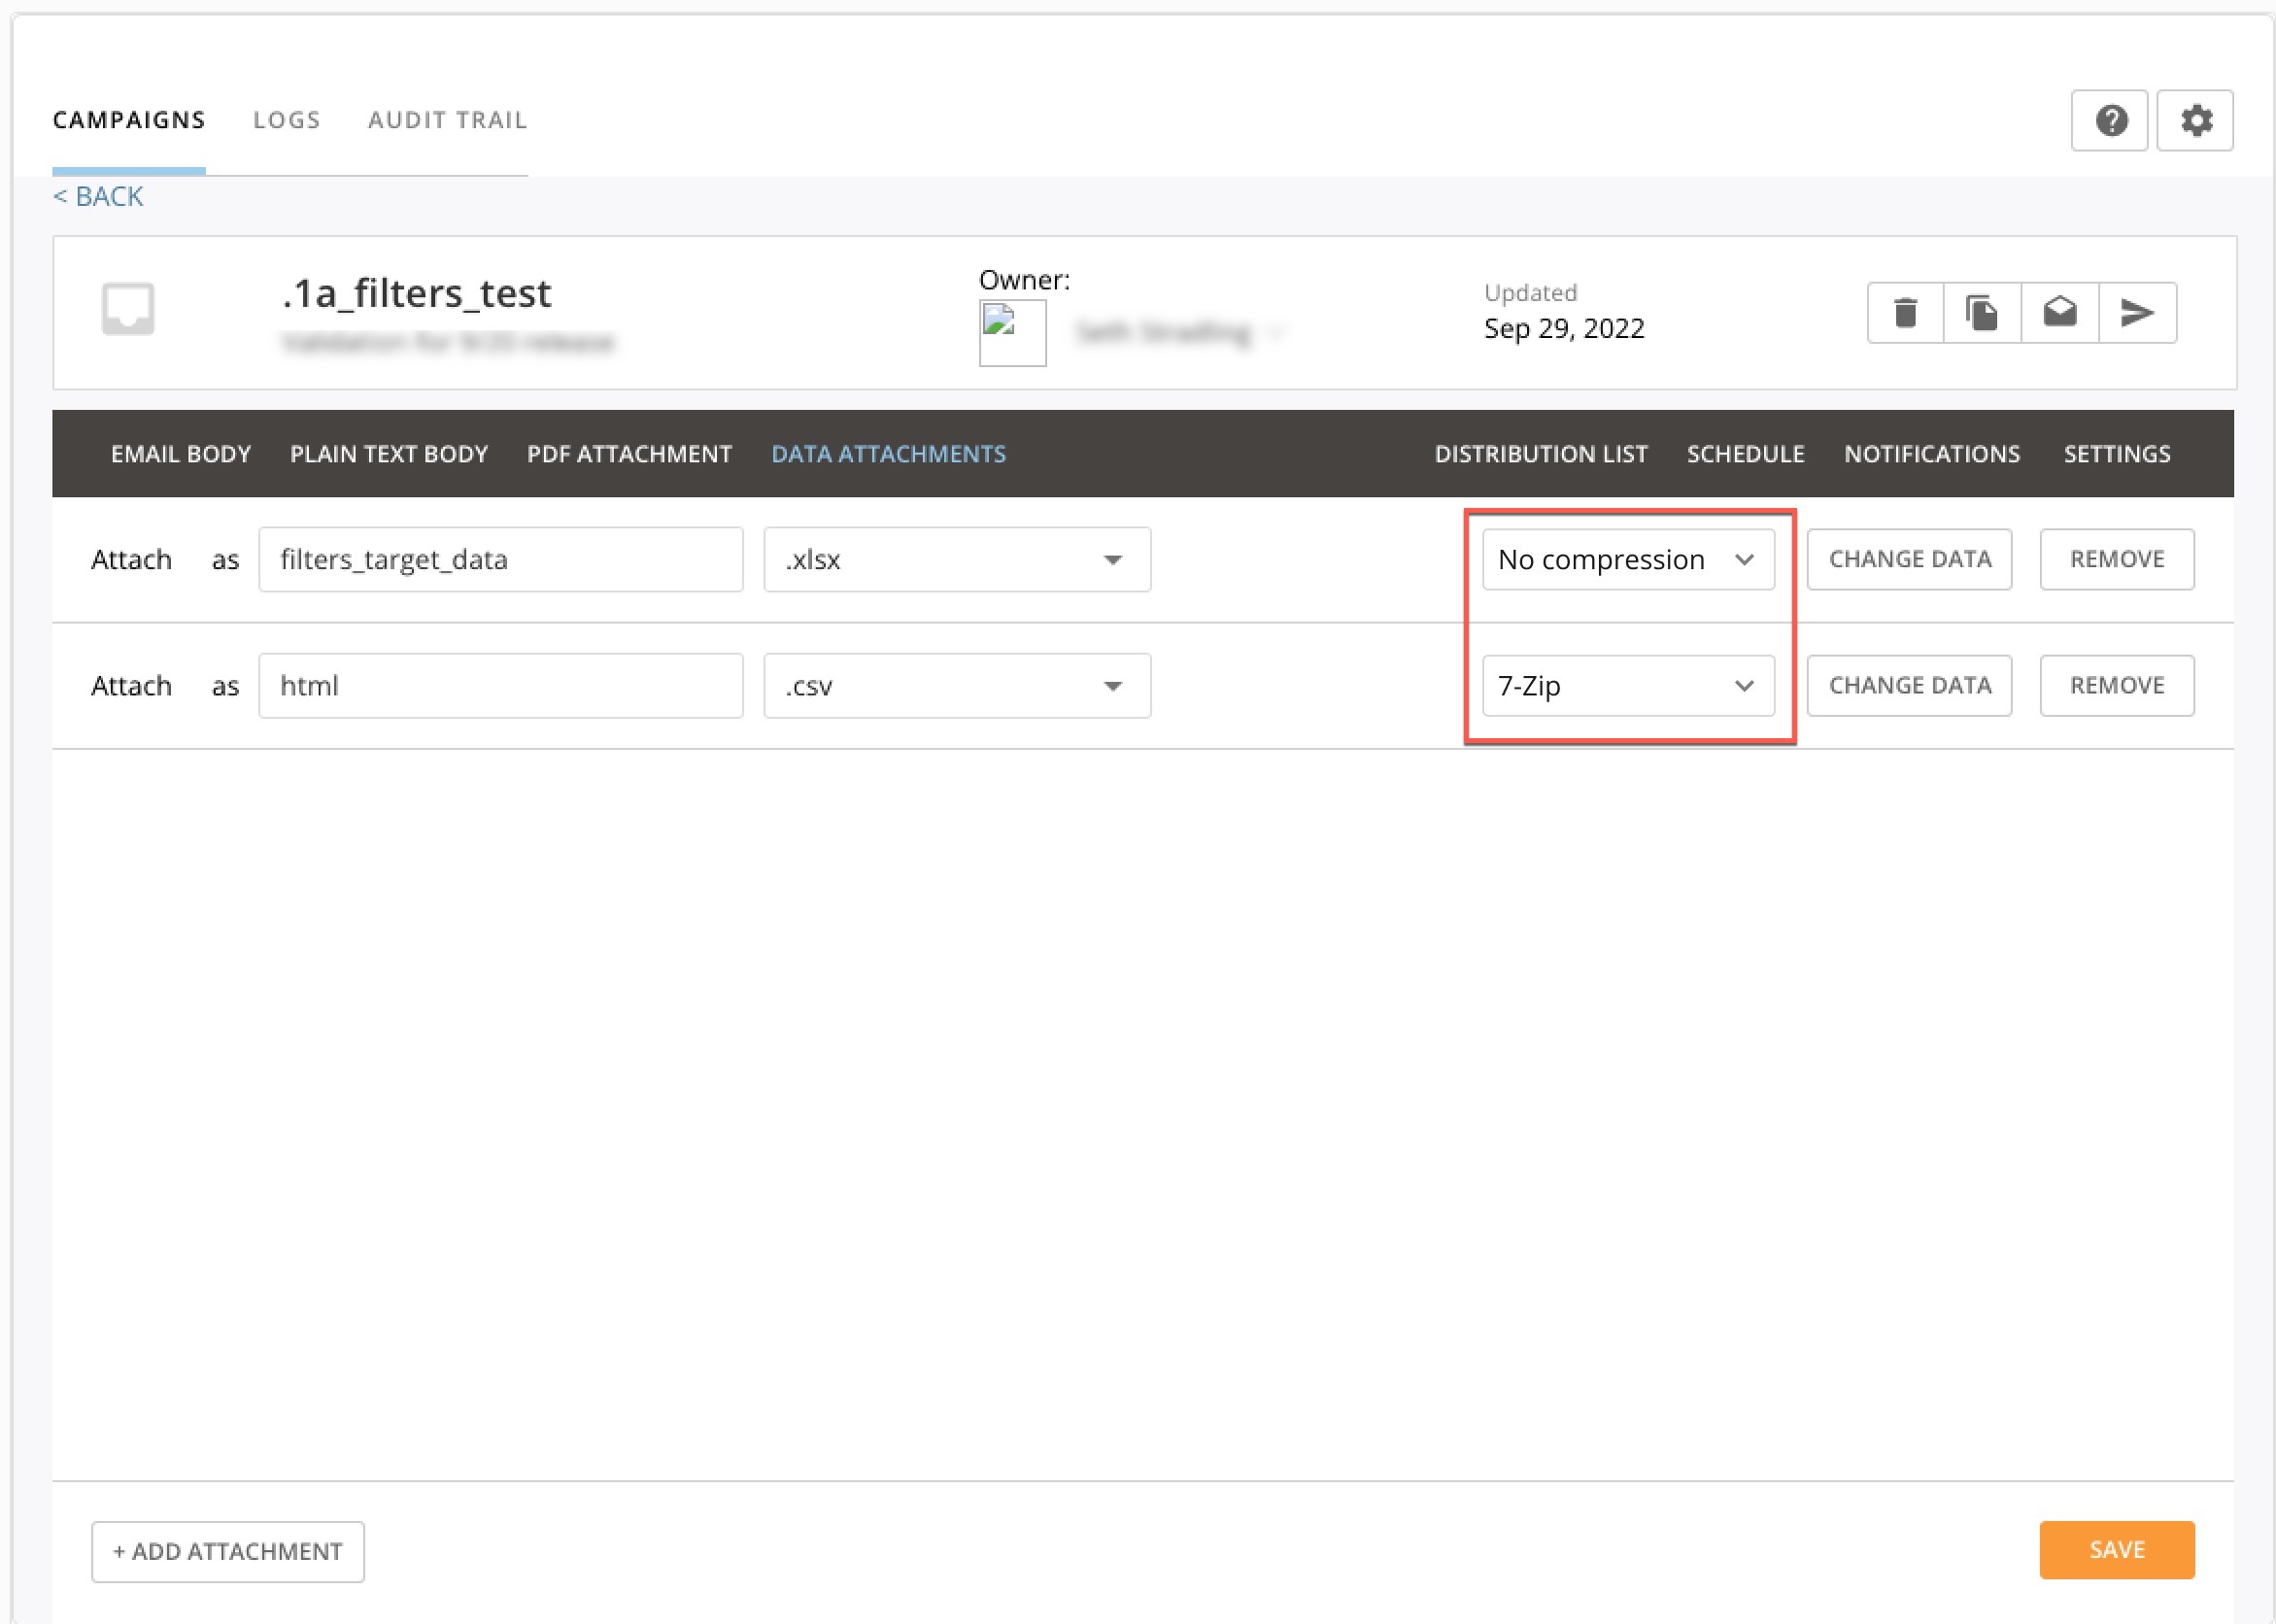 CAMPAIGNS LOGS AUDIT TRAIL
< BACK
.1a_filters_test
Owner:
Updated
Sep 29, 2022
EMAIL BODY PLAIN TEXT BODY PDF ATTACHMENT DATA ATTACHMENTS DISTRIBUTION LIST SCHEDULE NOTIFICATIONS SETTINGS
Attach as filters_target_data .xlsx No compression CHANGE DATA REMOVE
Attach as html .csv 7-Zip CHANGE DATA REMOVE
+ ADD ATTACHMENT SAVE